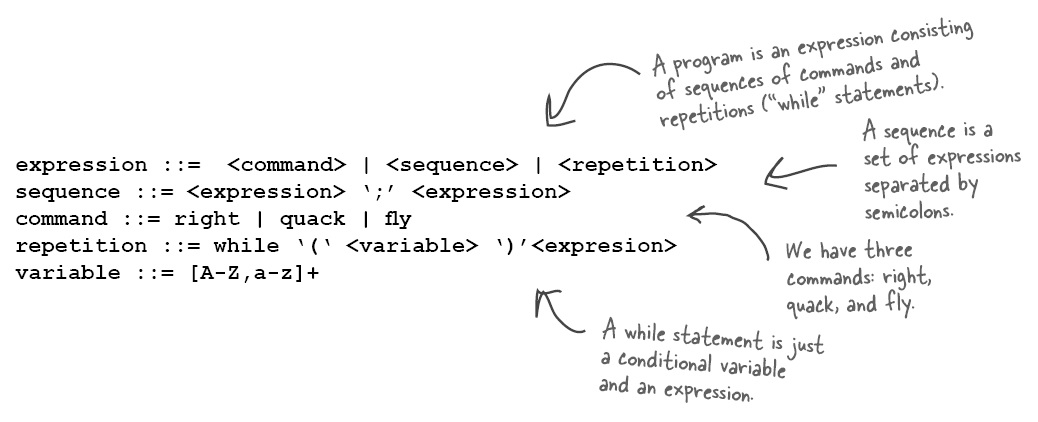 A program is an expression consisting
of sequences of commands and
repetitions (“while” statements).
expression ::=  <command> | <sequence> | <repetition>
sequence ::= <expression> ‘;’ <expression>
command ::= right | quack | fly
repetition ::= while ‘(‘ <variable> ‘)’<expresion>
variable ::= [A-Z,a-z]+
A sequence is a
set of expressions
separated by
semicolons.
We have three
commands: right,
quack, and fly.
A while statement is just
a conditional variable
and an expression.